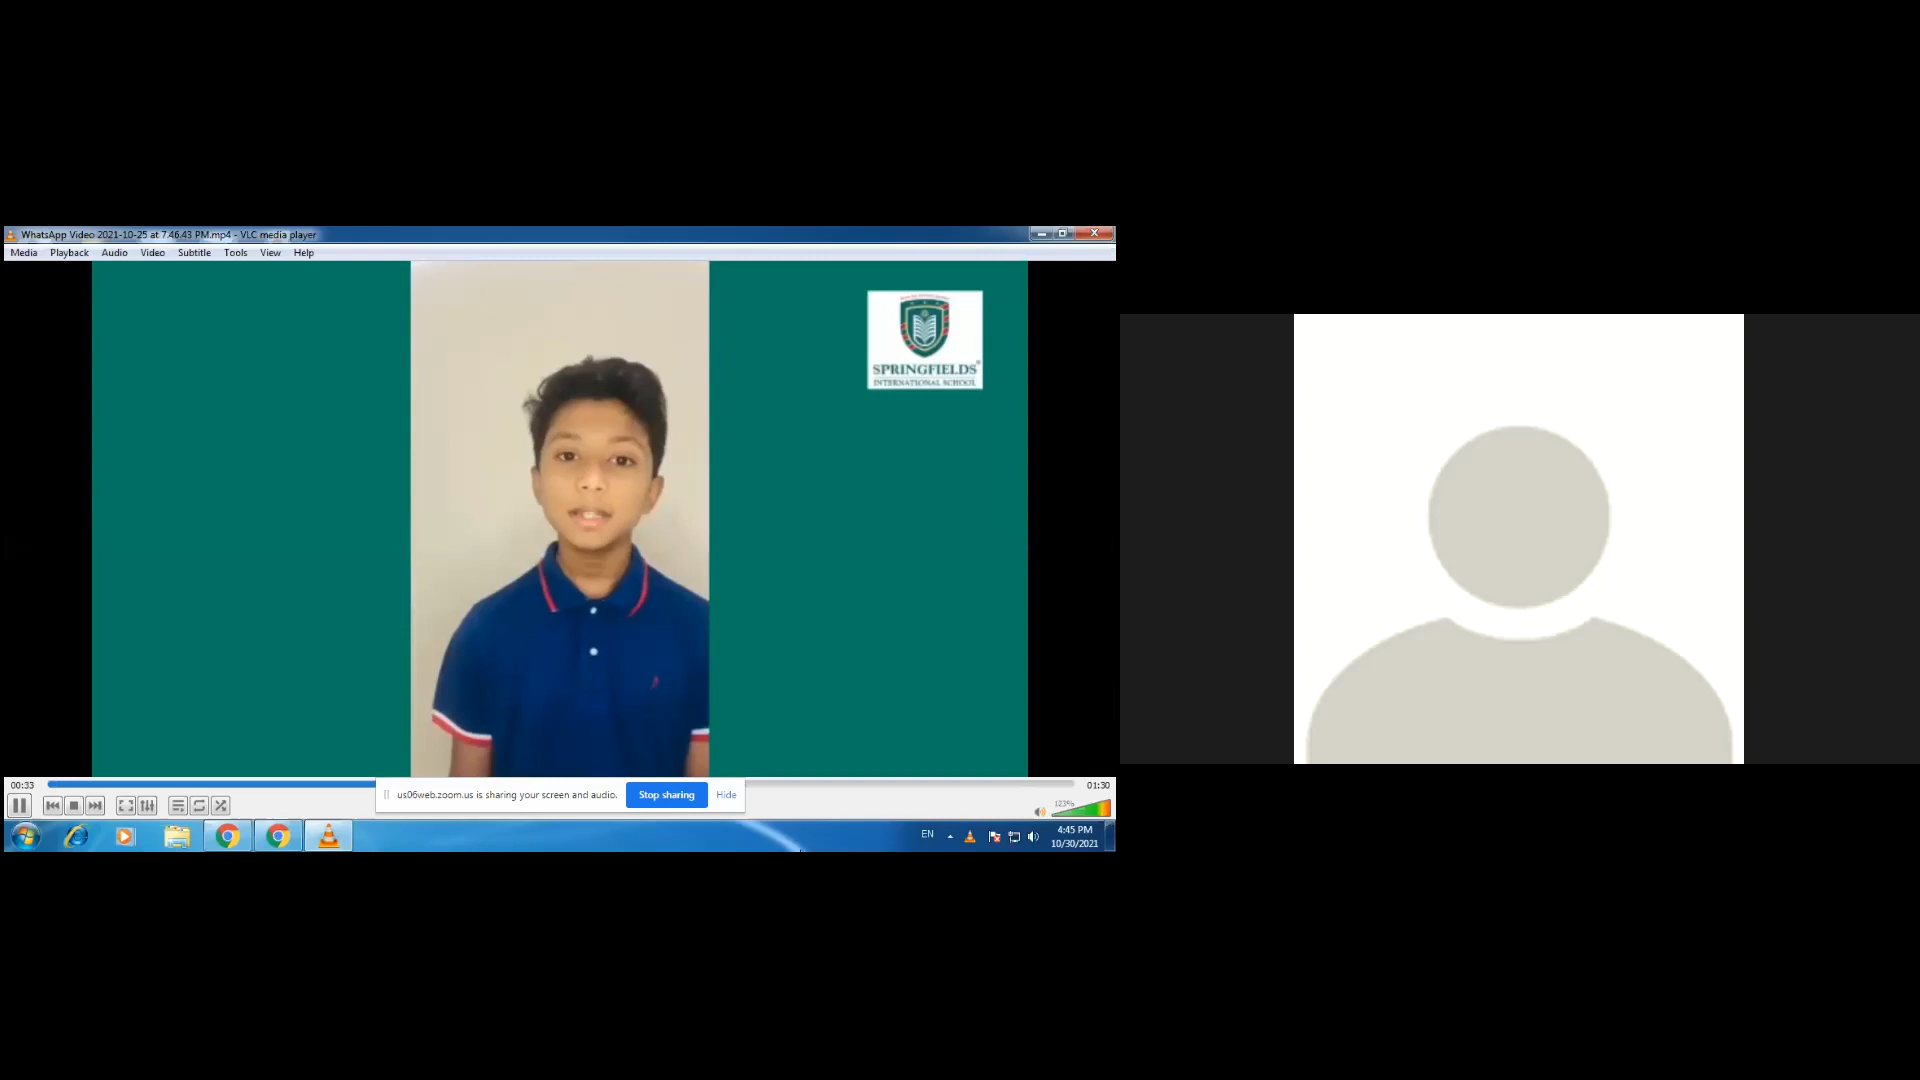 WhatsApp Video 2021-10-25 at 7.46.43 PM.mp4 - VLC media player
Media Playback Audio Video Subtitle Tools View Help
SPRINGFIELDS
INTERNATIONAL SCHOOL
00:33
01:30
us06web.zoom.us is sharing your screen and audio.
Stop sharing
Hide
123%
EN
4:45 PM
10/30/2021